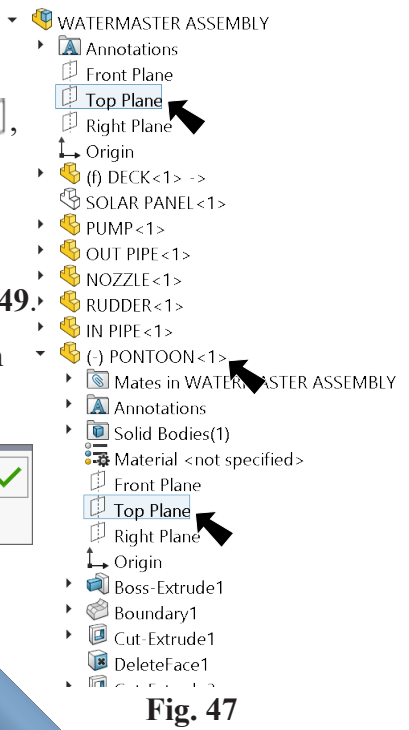 WATERMASTER ASSEMBLY
Annotations
Front Plane
Top Plane
Right Plane
,
Origin
(f) DECK<1> ->
SOLAR PANEL<1>
PUMP<1>
OUT PIPE<1>
NOZZLE<1>
49.
RUDDER<1>
IN PIPE<1>
(-) PONTOON<1>
Mates in WATERMASTER ASSEMBLY
Annotations
Solid Bodies(1)
Material <not specified>
Front Plane
Top Plane
Right Plane
Origin
Boss-Extrude1
Boundary1
Cut-Extrude1
DeleteFace1
Fig. 47